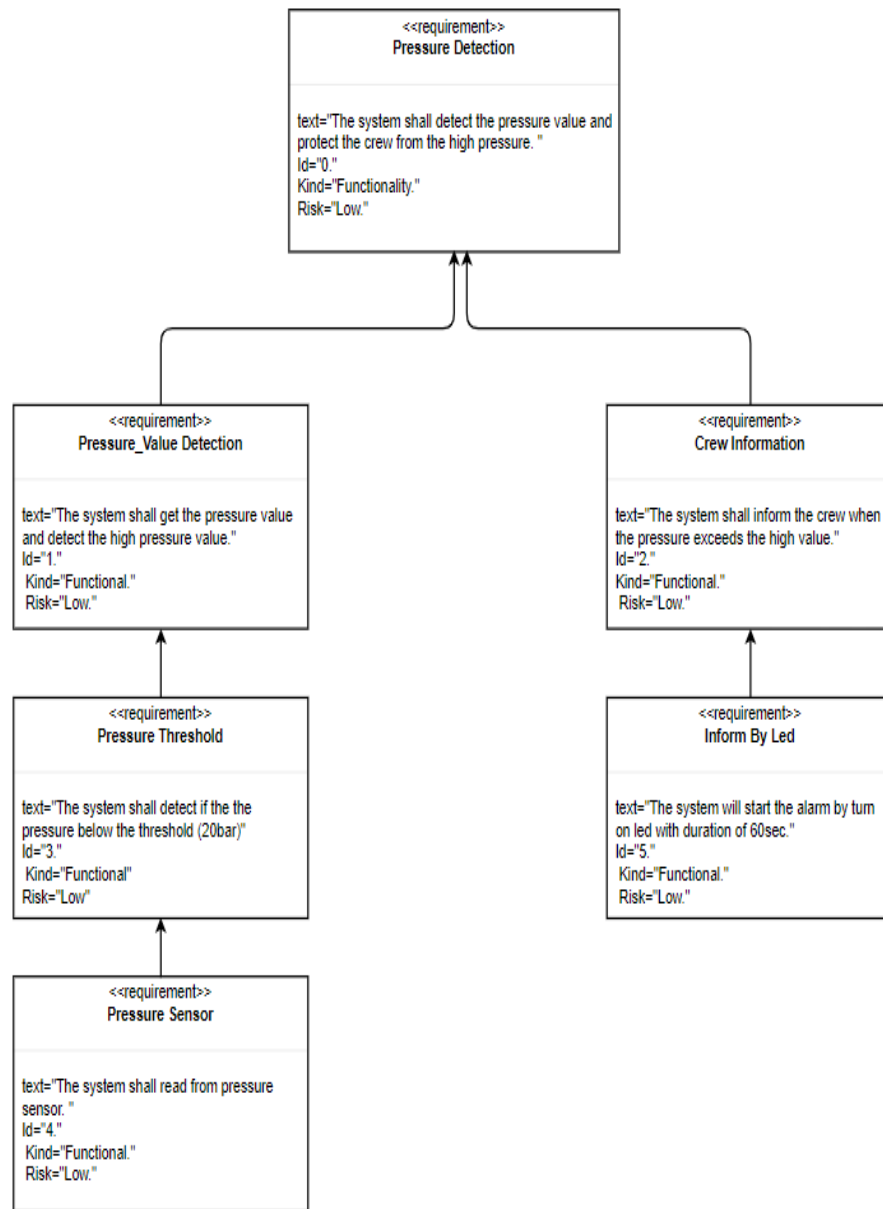 <<requirement>>
Pressure Detection
text="The system shall detect the pressure value and
protect the crew from the high pressure. "
Id="0."
Kind="Functionality."
Risk="Low."
<<requirement>>
Pressure_Value Detection
text="The system shall get the pressure value
and detect the high pressure value."
Id="1."
Kind="Functional."
Risk="Low."
<<requirement>>
Crew Information
text="The system shall inform the crew when
the pressure exceeds the high value."
Id="2."
Kind="Functional."
Risk="Low."
<<requirement>>
Pressure Threshold
text="The system shall detect if the the
pressure below the threshold (20bar)"
Id="3."
Kind="Functional"
Risk="Low"
<<requirement>>
Inform By Led
text="The system will start the alarm by turn
on led with duration of 60sec."
Id="5."
Kind="Functional."
Risk="Low."
<<requirement>>
Pressure Sensor
text="The system shall read from pressure
sensor. "
Id="4."
Kind="Functional."
Risk="Low."